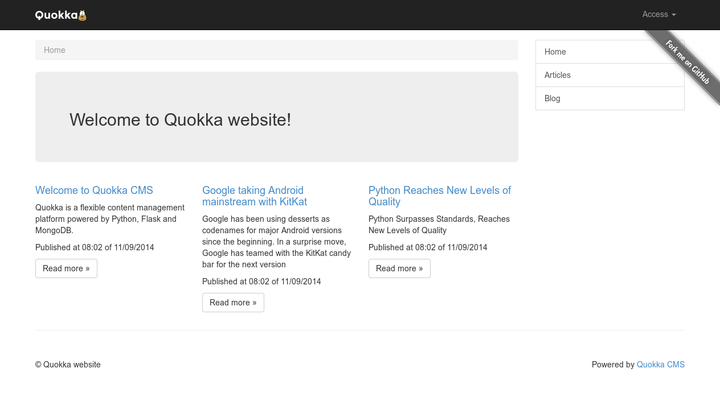 Quokka
Access
Fork me on GitHub
Home
Home
Articles
Blog
Welcome to Quokka website!
Welcome to Quokka CMS
Quokka is a flexible content management
platform powered by Python, Flask and
MongoDB.
Published at 08:02 of 11/09/2014
Read more »
Google taking Android
mainstream with KitKat
Google has been using desserts as
codenames for major Android versions
since the beginning. In a surprise move,
Google has teamed with the KitKat candy
bar for the next version
Published at 08:02 of 11/09/2014
Read more »
Python Reaches New Levels of
Quality
Python Surpasses Standards, Reaches
New Levels of Quality
Published at 08:02 of 11/09/2014
Read more »
© Quokka website
Powered by Quokka CMS